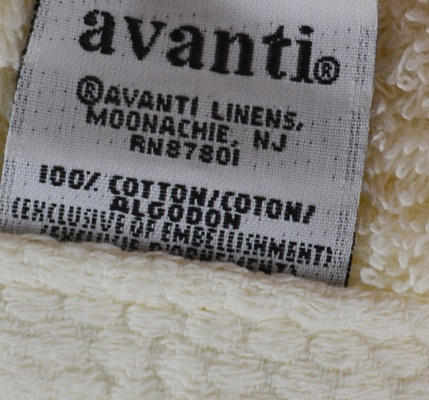 avanti®
®AVANTI LINENS,
MOONACHIE, NJ
RN87801
100% COTTON/COTON/
ALGODON
(EXCLUSIVE OF EMBELLISHMENT)